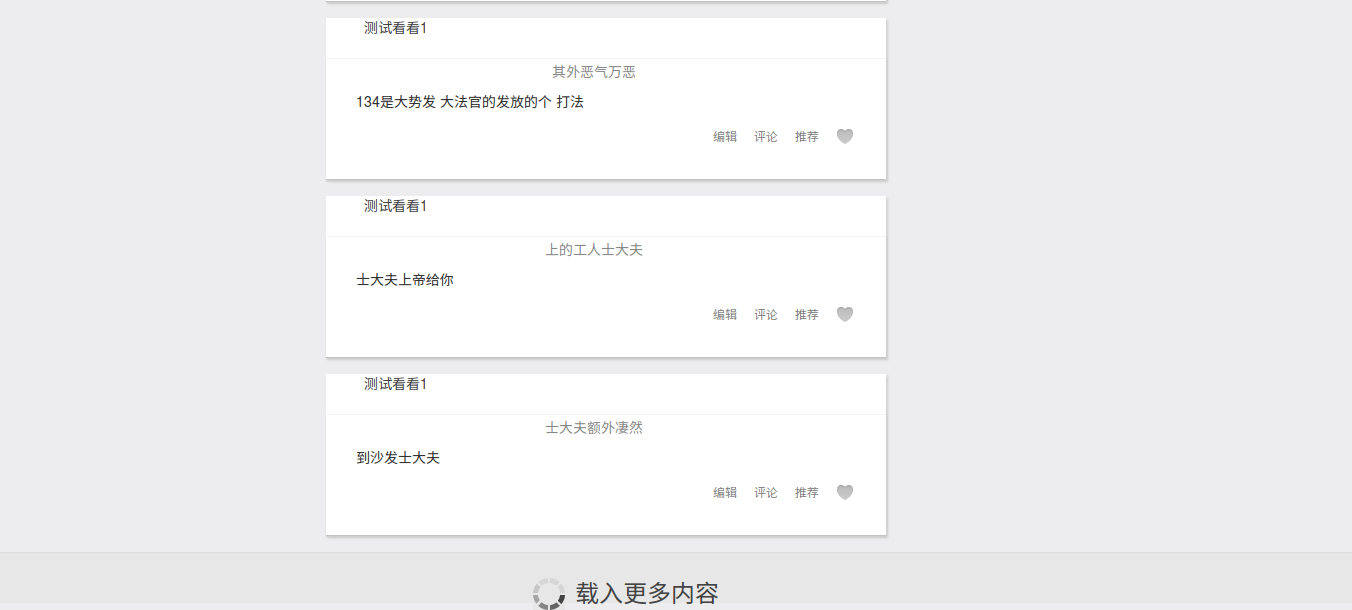 测试看看1
其外恶气万恶
134是大势发 大法官的发放的个 打法
编辑 评论 推荐
测试看看1
上的工人士大夫
士大夫上帝给你
编辑 评论 推荐
测试看看1
士大夫额外凄然
到沙发士大夫
编辑 评论 推荐
载入更多内容